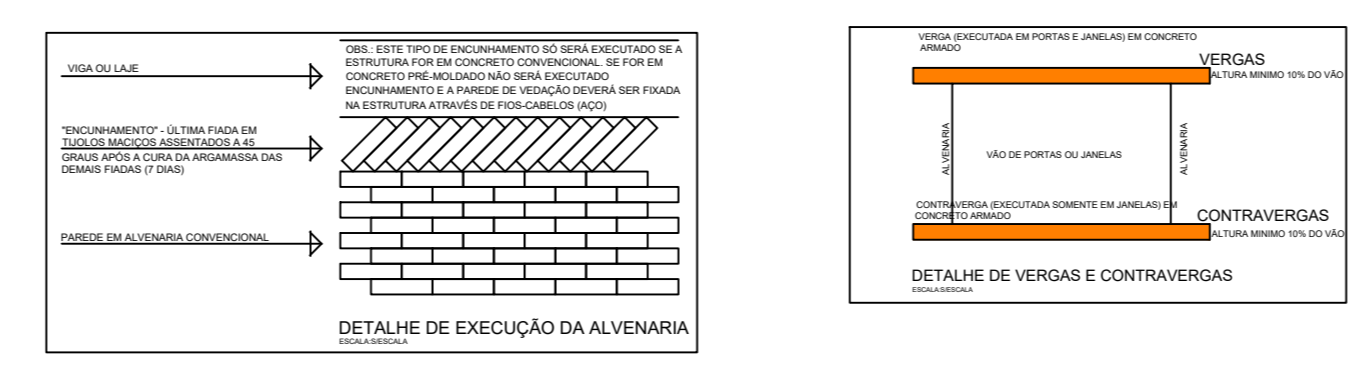 OBS.: ESTE TIPO DE ENCUNHAMENTO SÓ SERÁ EXECUTADO SE A
ESTRUTURA FOR EM CONCRETO CONVENCIONAL. SE FOR EM
CONCRETO PRÉ-MOLDADO NÃO SERÁ EXECUTADO
ENCUNHAMENTO E A PAREDE DE VEDAÇÃO DEVERÁ SER FIXADA
NA ESTRUTURA ATRAVÉS DE FIOS-CABELOS (AÇO)
VIGA OU LAJE
"ENCUNHAMENTO" - ÚLTIMA FIADA EM
TIJOLOS MACIÇOS ASSENTADOS A 45
GRAUS APÓS A CURA DA ARGAMASSA DAS
DEMAIS FIADAS (7 DIAS)
PAREDE EM ALVENARIA CONVENCIONAL
DETALHE DE EXECUÇÃO DA ALVENARIA
ESCALA:S/ESCALA
VERGA (EXECUTADA EM PORTAS E JANELAS) EM CONCRETO
ARMADO
VERGAS
ALTURA MINIMO 10% DO VÃO
ALVENARIA
VÃO DE PORTAS OU JANELAS
ALVENARIA
CONTRAVERGA (EXECUTADA SOMENTE EM JANELAS) EM
CONCRETO ARMADO
CONTRAVERGAS
ALTURA MINIMO 10% DO VÃO
DETALHE DE VERGAS E CONTRAVERGAS
ESCALA:S/ESCALA